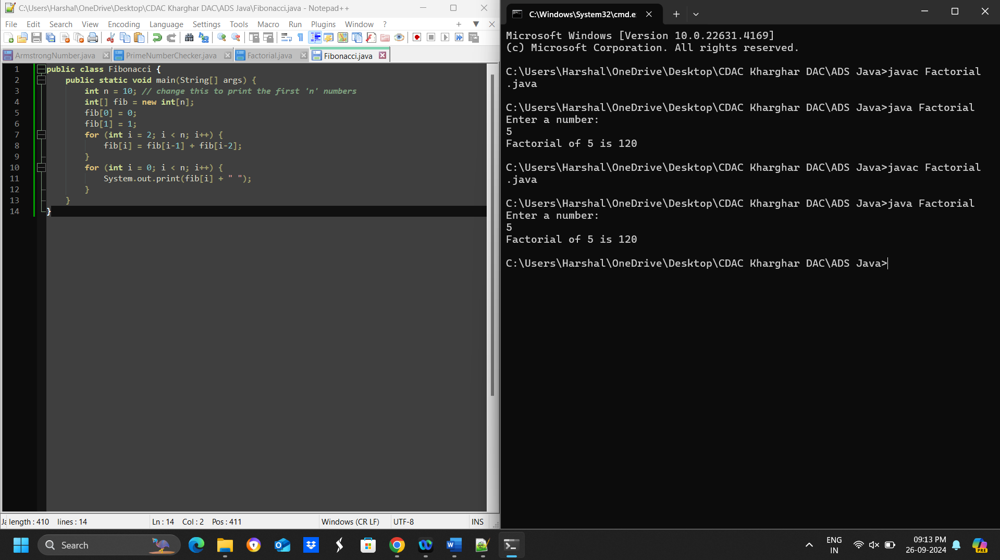 C:\Users\Harshal\OneDrive\Desktop\CDAC Kharghar DAC\ADS Java\Fibonacci.java - Notepad++
File Edit Search View Encoding Language Settings Tools Macro Run Plugins Window ?
ArmstrongNumber.java PrimeNumberChecker.java Factorial.java Fibonacci.java
1 public class Fibonacci {
2 public static void main(String[] args) {
3 int n = 10; // change this to print the first 'n' numbers
4 int[] fib = new int[n];
5 fib[0] = 0;
6 fib[1] = 1;
7 for (int i = 2; i < n; i++) {
8 fib[i] = fib[i-1] + fib[i-2];
9 }
10 for (int i = 0; i < n; i++) {
11 System.out.print(fib[i] + " ");
12 }
13 }
14 }
length : 410 lines : 14 Ln : 14 Col : 2 Pos : 411 Windows (CR LF) UTF-8 INS
C:\Windows\System32\cmd.e
Microsoft Windows [Version 10.0.22631.4169]
(c) Microsoft Corporation. All rights reserved.
C:\Users\Harshal\OneDrive\Desktop\CDAC Kharghar DAC\ADS Java>javac Factorial
.java
C:\Users\Harshal\OneDrive\Desktop\CDAC Kharghar DAC\ADS Java>java Factorial
Enter a number:
5
Factorial of 5 is 120
C:\Users\Harshal\OneDrive\Desktop\CDAC Kharghar DAC\ADS Java>javac Factorial
.java
C:\Users\Harshal\OneDrive\Desktop\CDAC Kharghar DAC\ADS Java>java Factorial
Enter a number:
5
Factorial of 5 is 120
C:\Users\Harshal\OneDrive\Desktop\CDAC Kharghar DAC\ADS Java>
Search
ENG
IN
09:13 PM
26-09-2024
PRE